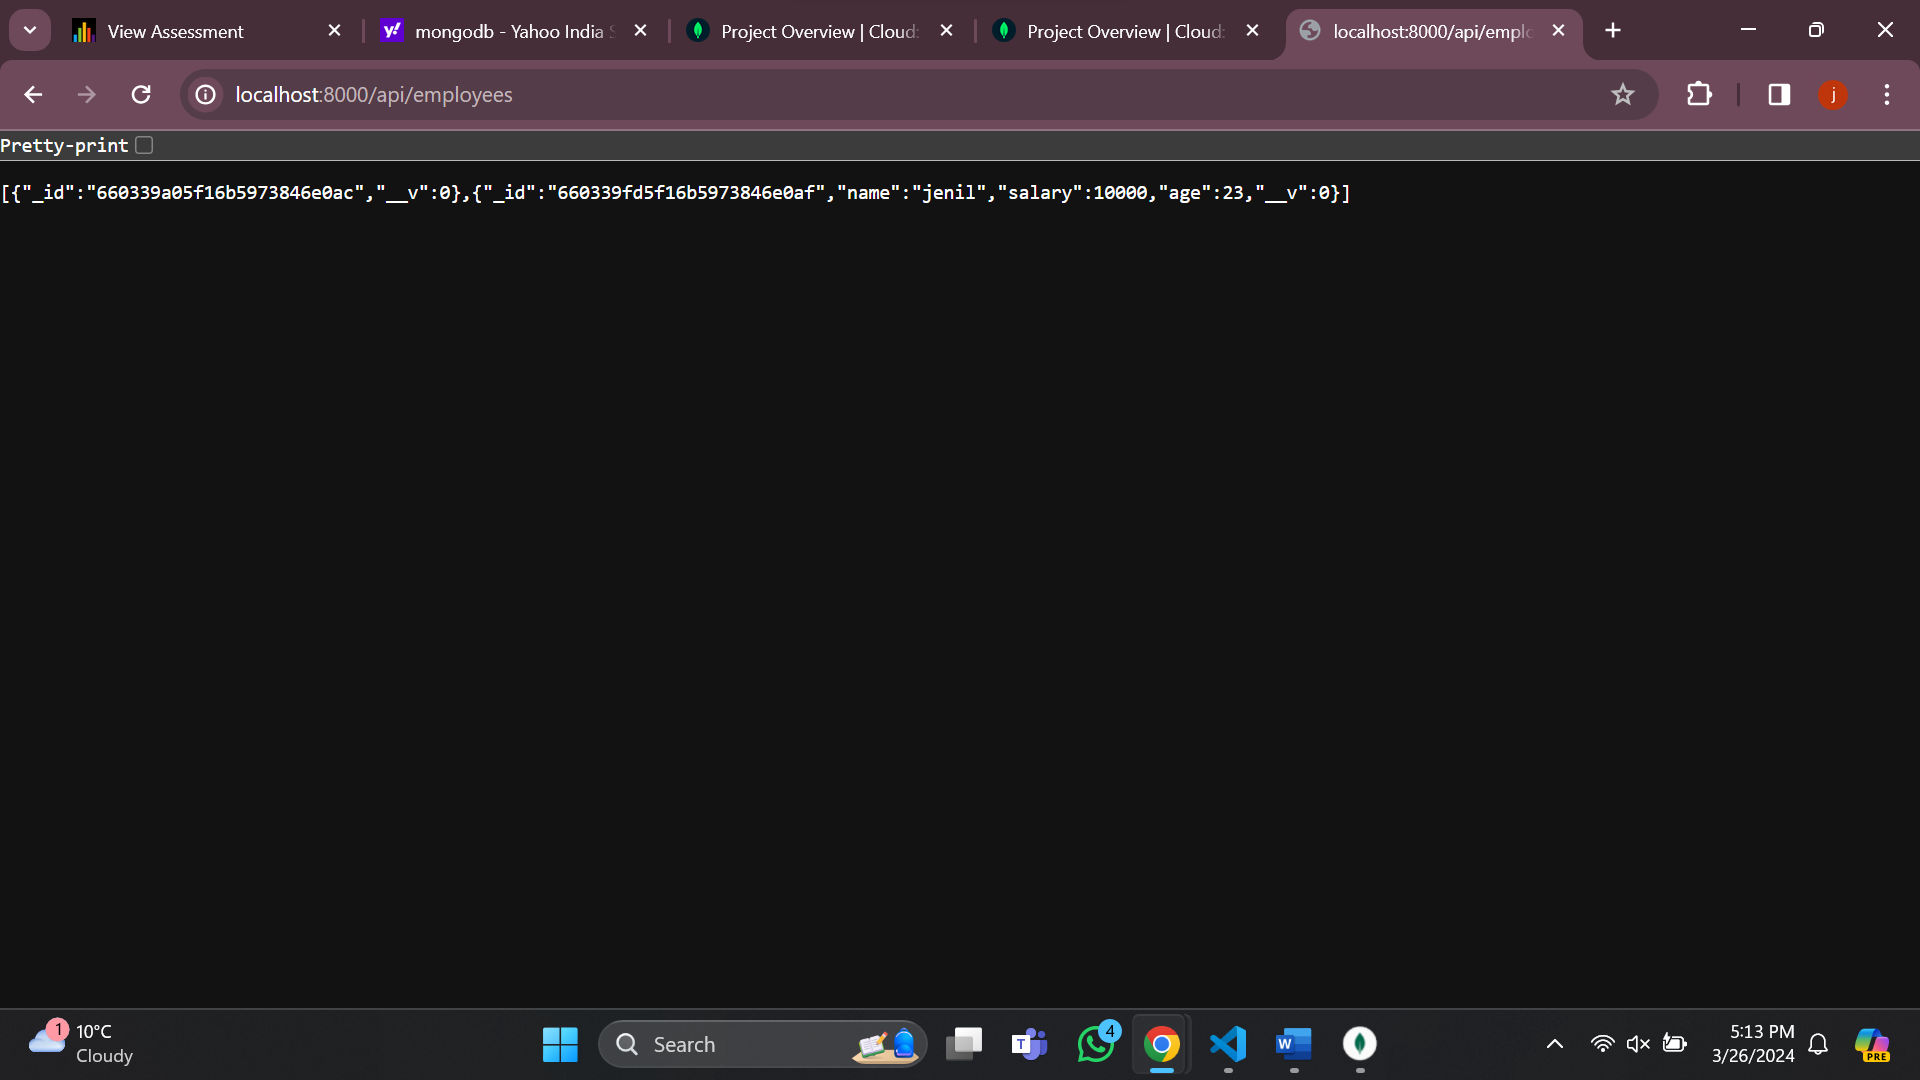 View Assessment
mongodb - Yahoo India S
Project Overview | Cloud:
Project Overview | Cloud:
localhost:8000/api/emplo
localhost:8000/api/employees
j
Pretty-print
[{"_id":"660339a05f16b5973846e0ac","__v":0},{"_id":"660339fd5f16b5973846e0af","name":"jenil","salary":10000,"age":23,"__v":0}]
1
10°C
Cloudy
Search
T
4
W
PRE
5:13 PM
3/26/2024